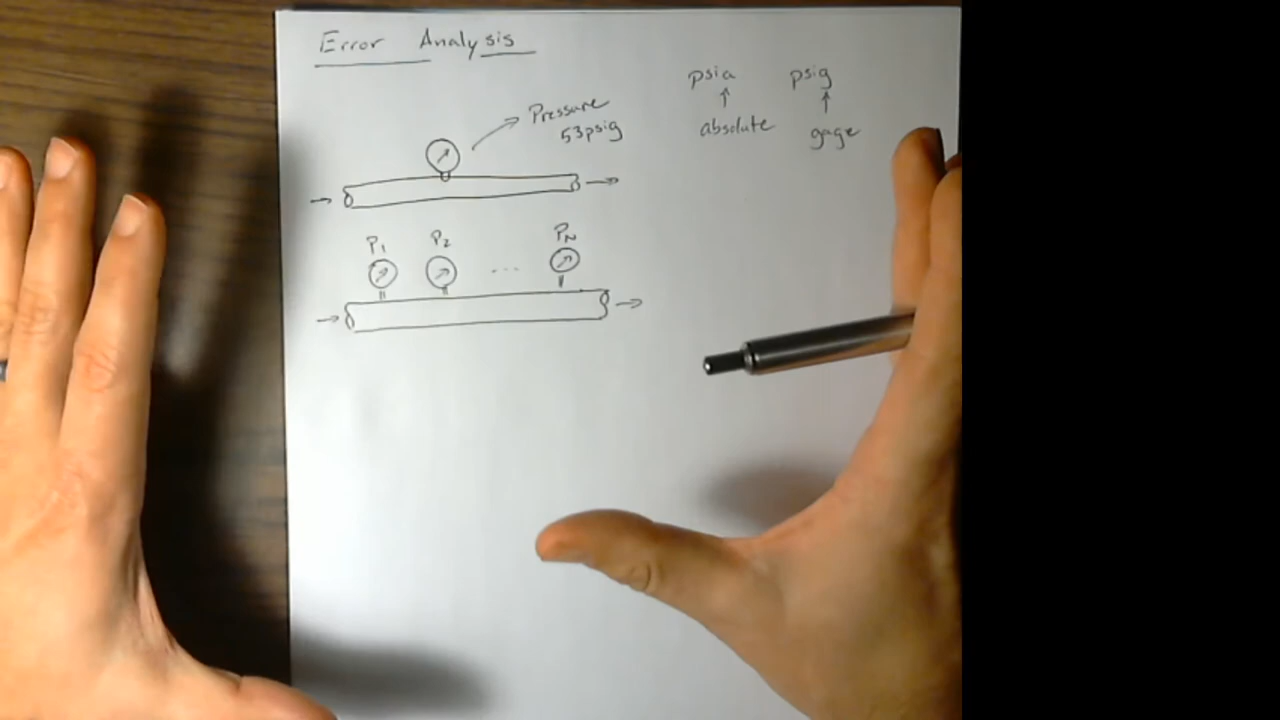 Error Analysis
psia psig
absolute gage
Pressure
53psig
P1 P2 ... PN